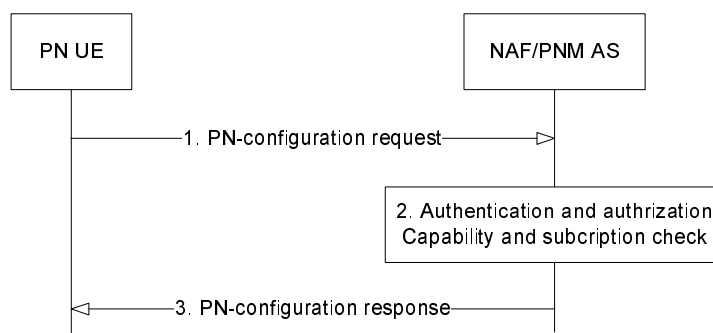 PN UE
NAF/PNM AS
1. PN-configuration request
2. Authentication and authrization
Capability and subcription check
3. PN-configuration response